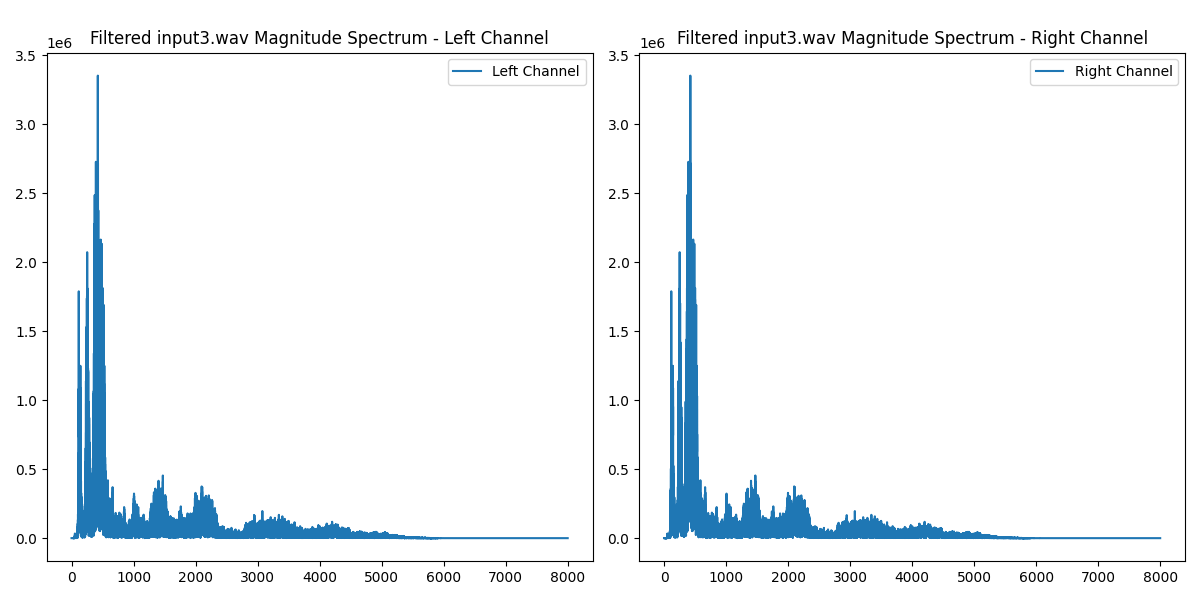 Filtered input3.wav Magnitude Spectrum - Left Channel
1e6
Left Channel
3.5
3.0
2.5
2.0
1.5
1.0
0.5
0.0
0 1000 2000 3000 4000 5000 6000 7000 8000
Filtered input3.wav Magnitude Spectrum - Right Channel
1e6
Right Channel
3.5
3.0
2.5
2.0
1.5
1.0
0.5
0.0
0 1000 2000 3000 4000 5000 6000 7000 8000